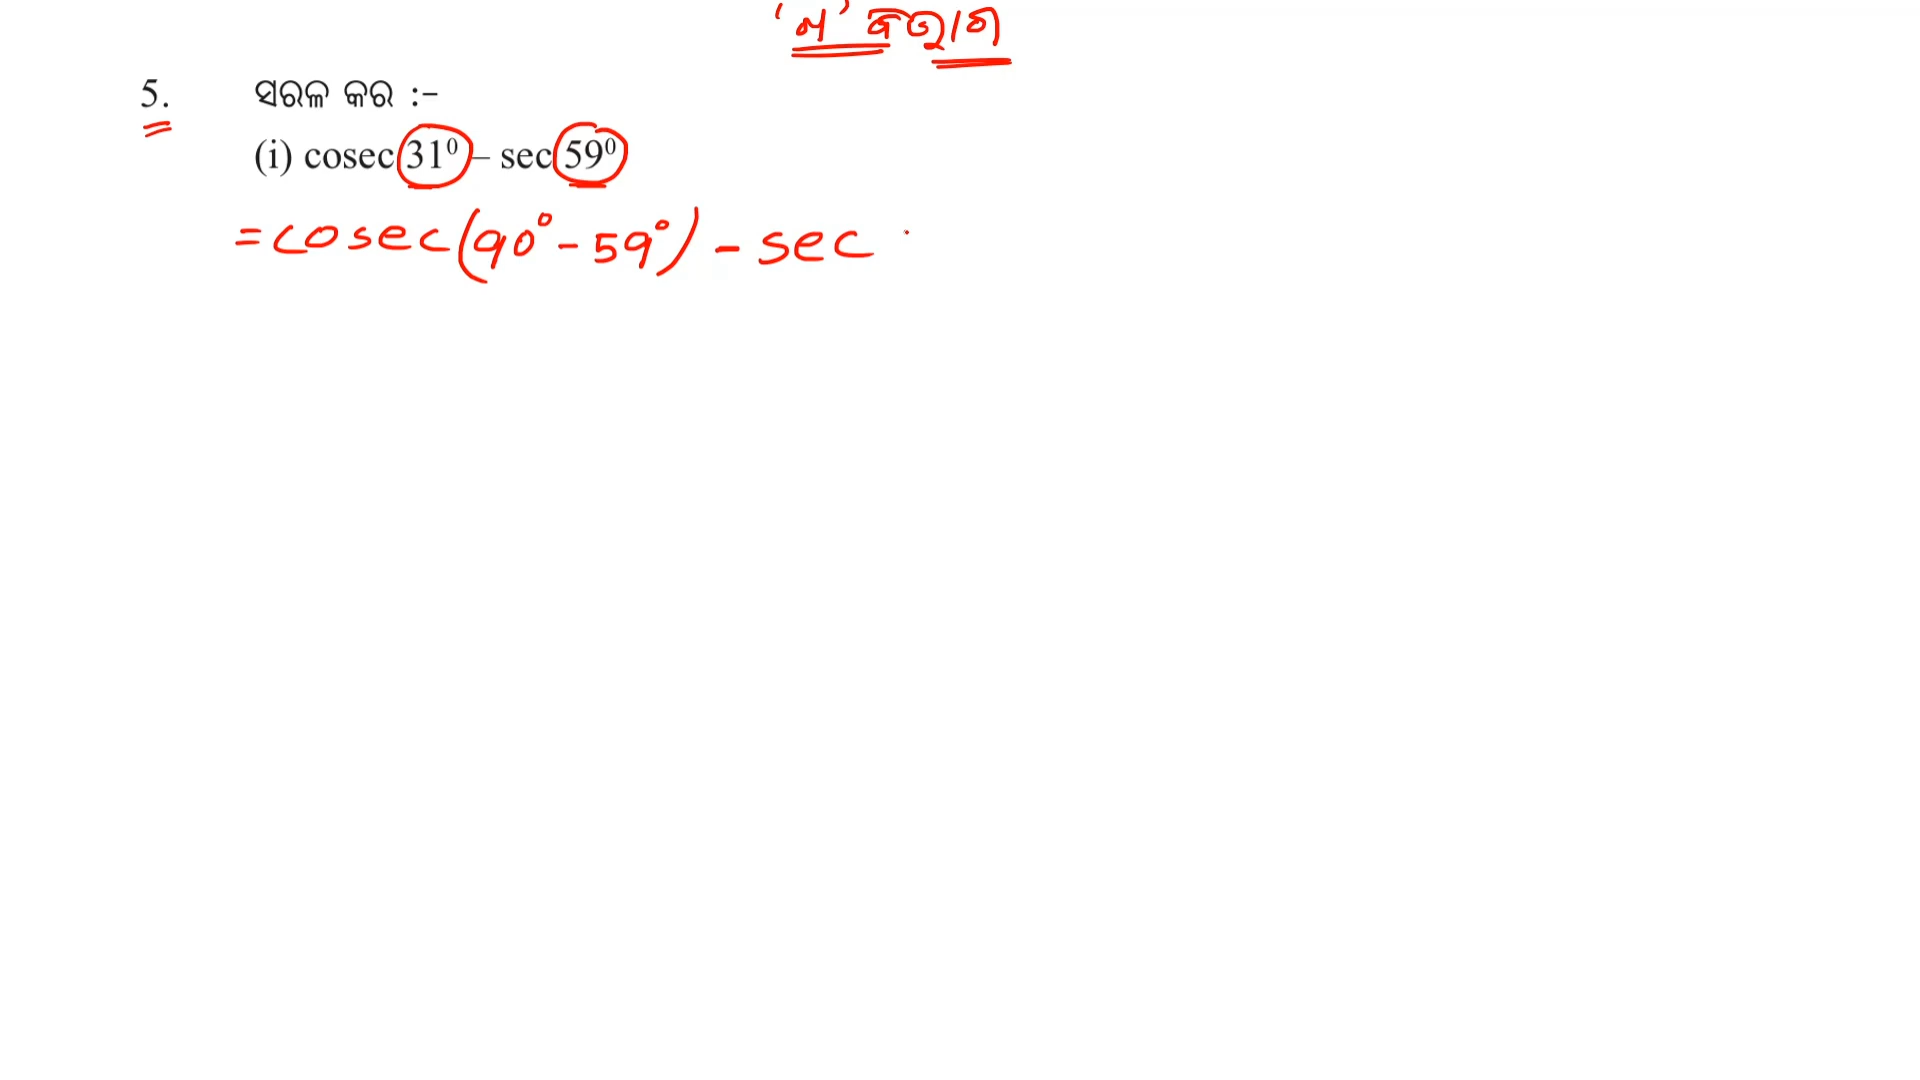 'ଖ' ବିଭାଗ
5. ସରଳ କର :-
(i) cosec 31⁰ – sec 59⁰
= cosec (90° - 59°) - sec